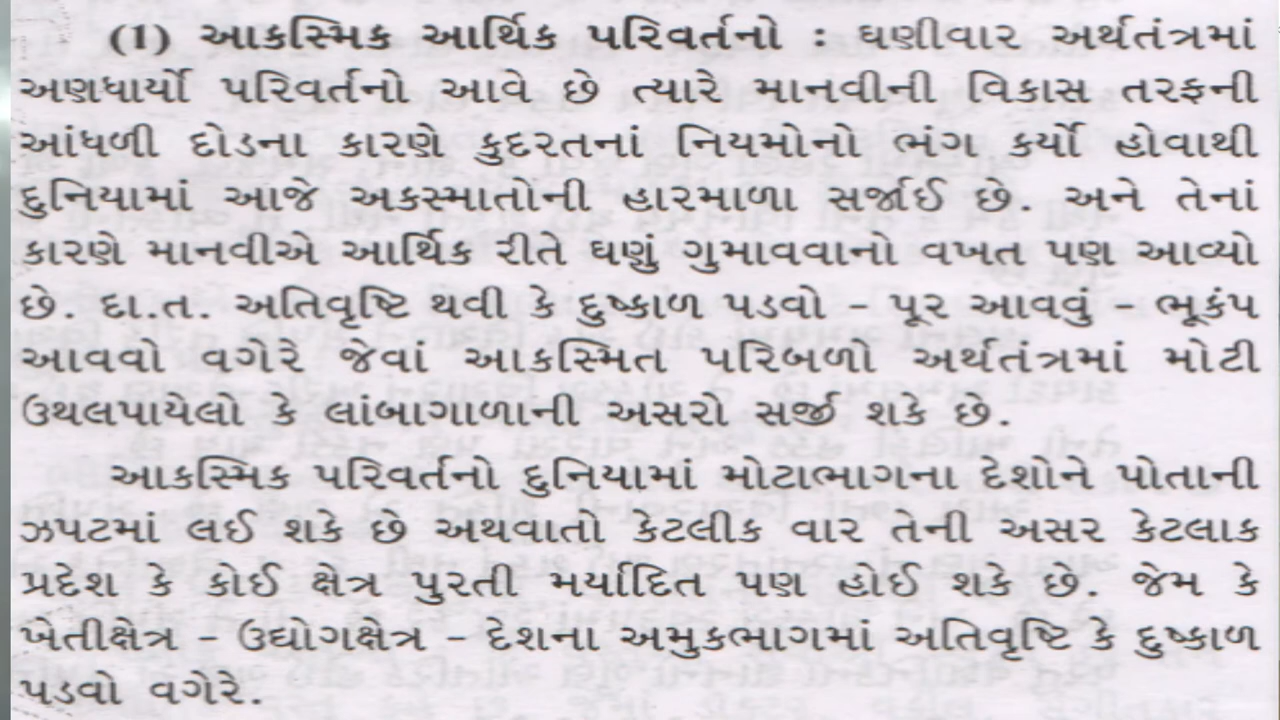 (1) આકસ્મિક આર્થિક પરિવર્તનો : ઘણીવાર અર્થતંત્રમાં
અણધાર્યો પરિવર્તનો આવે છે ત્યારે માનવીની વિકાસ તરફની
આંધળી દોડના કારણે કુદરતનાં નિયમોનો ભંગ કર્યો હોવાથી
દુનિયામાં આજે અકસ્માતોની હારમાળા સર્જાઈ છે. અને તેનાં
કારણે માનવીએ આર્થિક રીતે ઘણું ગુમાવવાનો વખત પણ આવ્યો
છે. દા.ત. અતિવૃષ્ટિ થવી કે દુષ્કાળ પડવો - પૂર આવવું - ભૂકંપ
આવવો વગેરે જેવાં આકસ્મિત પરિબળો અર્થતંત્રમાં મોટી
ઉથલપાયેલો કે લાંબાગાળાની અસરો સર્જી શકે છે.
આકસ્મિક પરિવર્તનો દુનિયામાં મોટાભાગના દેશોને પોતાની
ઝપટમાં લઈ શકે છે અથવાતો કેટલીક વાર તેની અસર કેટલાક
પ્રદેશ કે કોઈ ક્ષેત્ર પુરતી મર્યાદિત પણ હોઈ શકે છે. જેમ કે
ખેતીક્ષેત્ર - ઉદ્યોગક્ષેત્ર - દેશના અમુકભાગમાં અતિવૃષ્ટિ કે દુષ્કાળ
પડવો વગેરે.